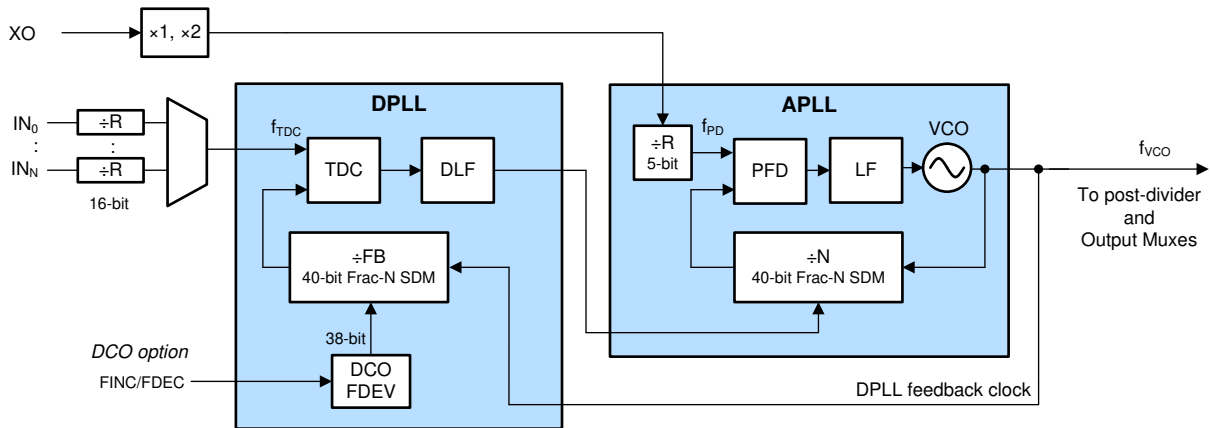 XO
×1, ×2
DPLL
APLL
IN0
÷R
:
:
INN
÷R
16-bit
fTDC
TDC
DLF
÷R
5-bit
fPD
PFD
LF
VCO
fVCO
To post-divider
and
Output Muxes
÷FB
40-bit Frac-N SDM
÷N
40-bit Frac-N SDM
38-bit
DCO option
FINC/FDEC
DCO
FDEV
DPLL feedback clock